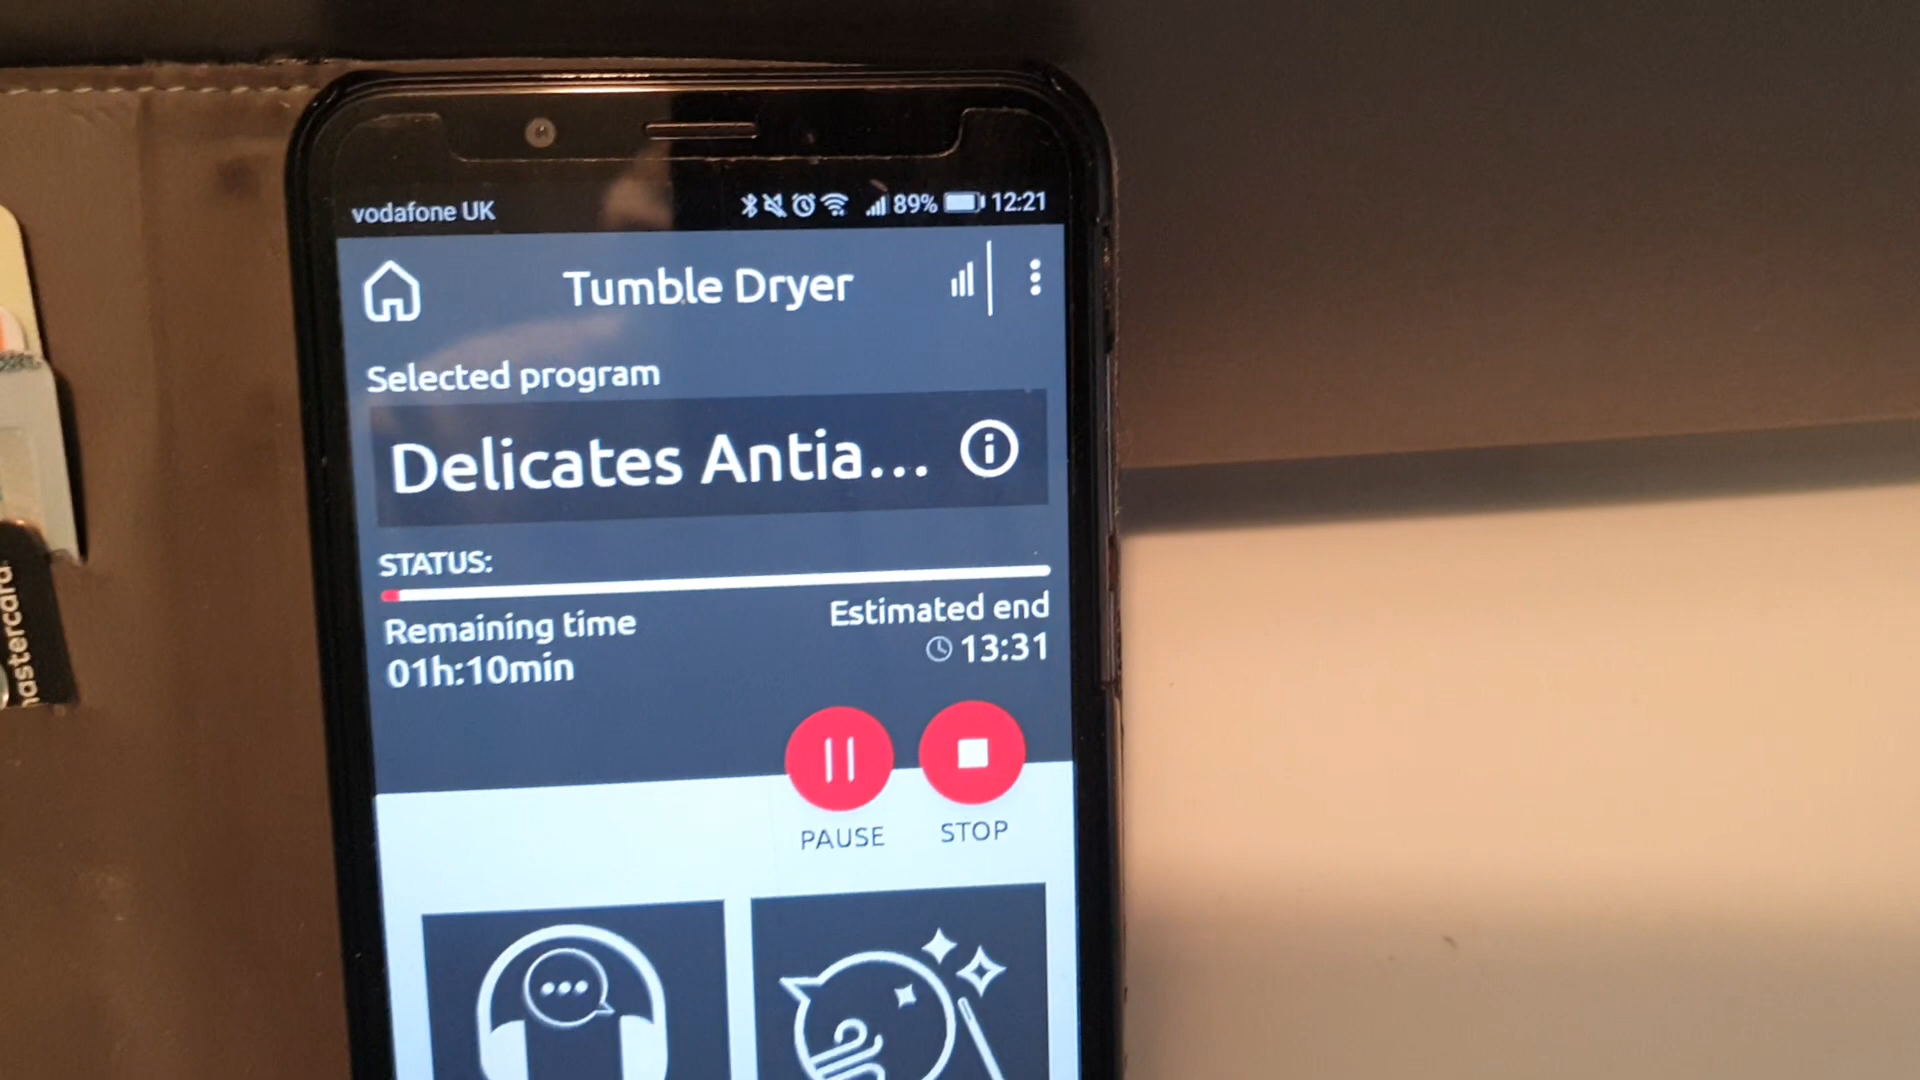 vodafone UK 89% 12:21
Tumble Dryer
Selected program
Delicates Antia...
STATUS:
Remaining time
01h:10min
Estimated end
13:31
PAUSE
STOP
mastercard